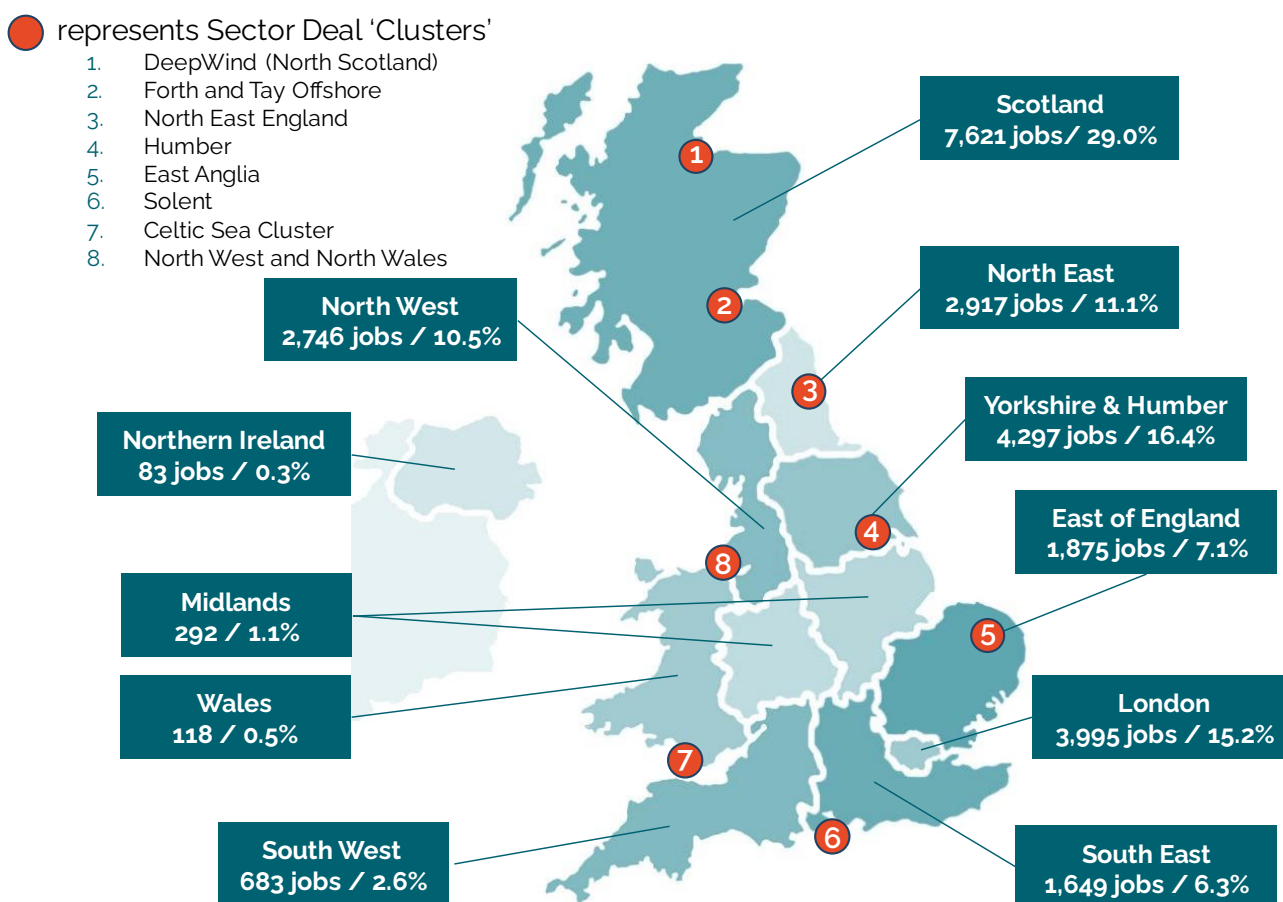 represents Sector Deal ‘Clusters’
1. DeepWind (North Scotland)
2. Forth and Tay Offshore
3. North East England
4. Humber
5. East Anglia
6. Solent
7. Celtic Sea Cluster
8. North West and North Wales
Scotland
7,621 jobs/ 29.0%
1
North East
2,917 jobs / 11.1%
North West
2,746 jobs / 10.5%
2
3
Yorkshire & Humber
4,297 jobs / 16.4%
Northern Ireland
83 jobs / 0.3%
4
East of England
1,875 jobs / 7.1%
8
Midlands
292 / 1.1%
5
Wales
118 / 0.5%
London
3,995 jobs / 15.2%
7
6
South West
683 jobs / 2.6%
South East
1,649 jobs / 6.3%